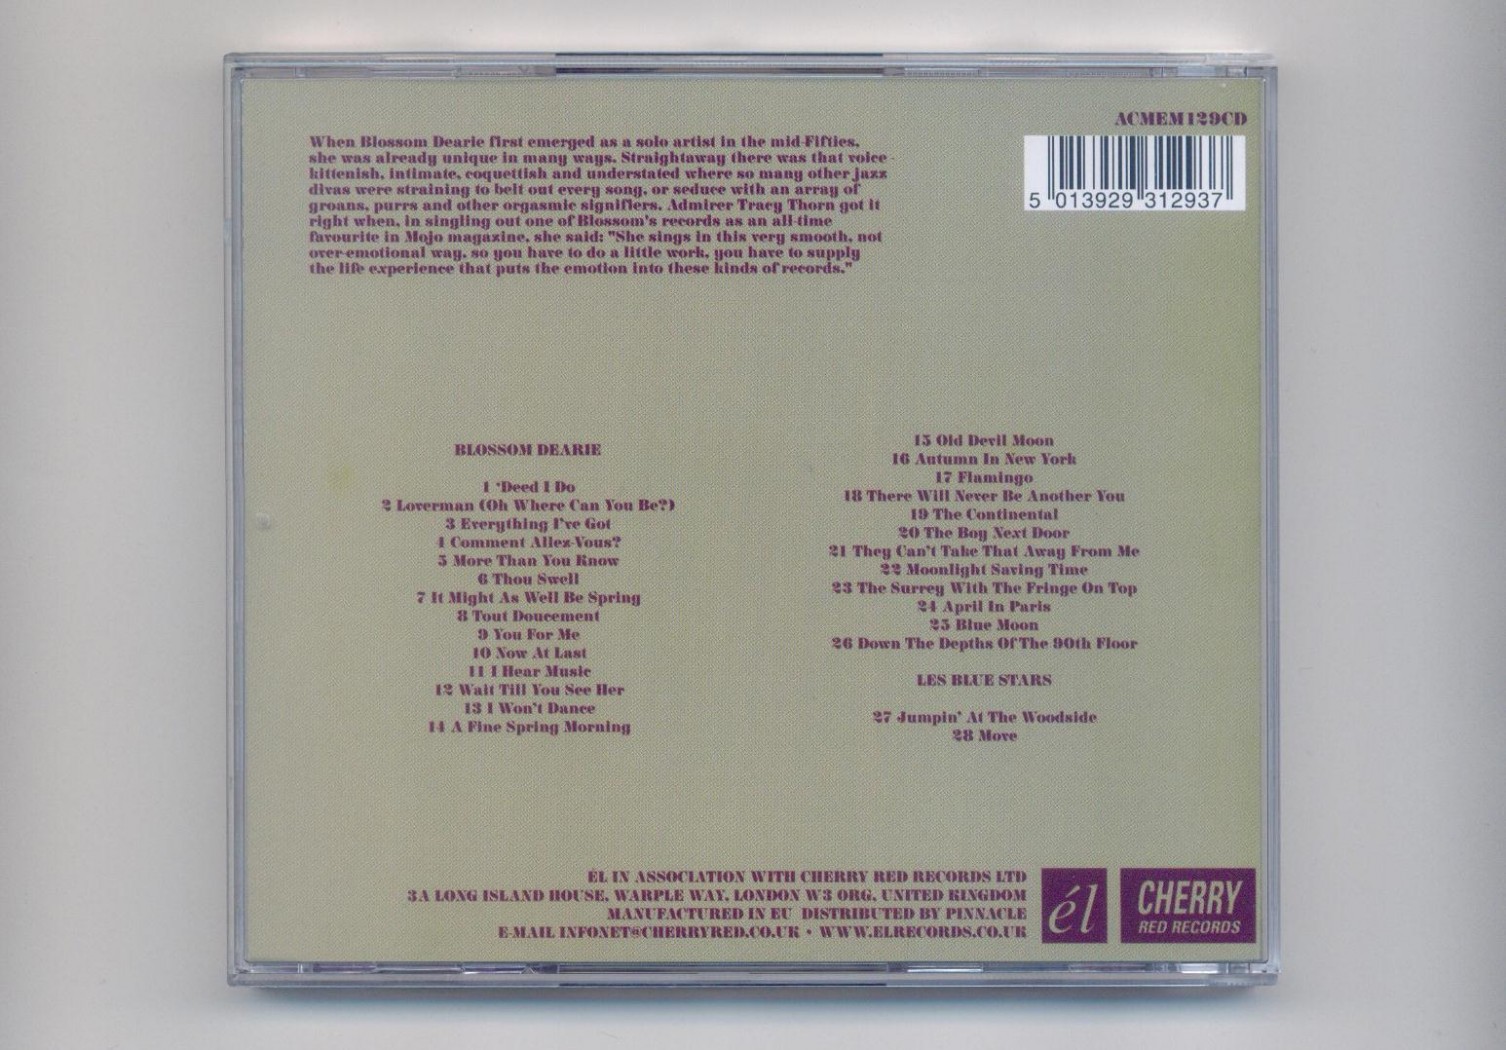 ACMEM129CD
When Blossom Dearie first emerged as a solo artist in the mid-Fifties,
she was already unique in many ways. Straightaway there was that voice -
kittenish, intimate, coquettish and understated where so many other jazz
divas were straining to belt out every song, or seduce with an array of
groans, purrs and other orgasmic signifiers. Admirer Tracy Thorn got it
right when, in singling out one of Blossom's records as an all-time
favourite in Mojo magazine, she said: "She sings in this very smooth, not
over-emotional way, so you have to do a little work, you have to supply
the life experience that puts the emotion into these kinds of records."
5 013929 312937
BLOSSOM DEARIE
1 'Deed I Do
2 Loverman (Oh Where Can You Be?)
3 Everything I've Got
4 Comment Allez-Vous?
5 More Than You Know
6 Thou Swell
7 It Might As Well Be Spring
8 Tout Doucement
9 You For Me
10 Now At Last
11 I Hear Music
12 Wait Till You See Her
13 I Won't Dance
14 A Fine Spring Morning
15 Old Devil Moon
16 Autumn In New York
17 Flamingo
18 There Will Never Be Another You
19 The Continental
20 The Boy Next Door
21 They Can't Take That Away From Me
22 Moonlight Saving Time
23 The Surrey With The Fringe On Top
24 April In Paris
25 Blue Moon
26 Down The Depths Of The 90th Floor
LES BLUE STARS
27 Jumpin' At The Woodside
28 Move
ÉL IN ASSOCIATION WITH CHERRY RED RECORDS LTD
3A LONG ISLAND HOUSE, WARPLE WAY, LONDON W3 0RG, UNITED KINGDOM
MANUFACTURED IN EU DISTRIBUTED BY PINNACLE
E-MAIL INFONET@CHERRYRED.CO.UK • WWW.ELRECORDS.CO.UK
él
CHERRY
RED RECORDS